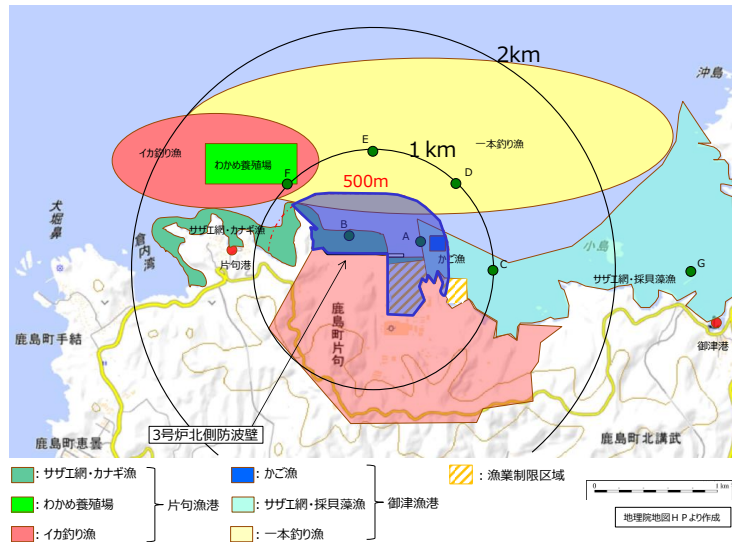 2km
沖島
E
1km
一本釣り漁
イカ釣り漁
わかめ養殖場
D
F
500m
犬堀鼻
サザエ網・カナギ漁
B
A
倉内湾
小島
かご漁
片句港
C
G
サザエ網・採貝藻漁
御津港
鹿島町手結
鹿島町片句
3号炉北側防波壁
鹿島町恵曇
鹿島町北講武
：サザエ網・カナギ漁
：わかめ養殖場
：イカ釣り漁
片句漁港
：かご漁
：サザエ網・採貝藻漁
：一本釣り漁
御津漁港
：漁業制限区域
0
1km
地理院地図ＨＰより作成